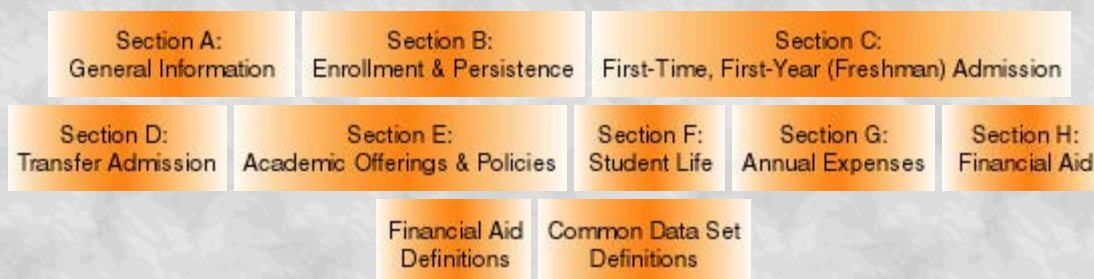 Section A:
General Information
Section B:
Enrollment & Persistence
Section C:
First-Time, First-Year (Freshman) Admission
Section D:
Transfer Admission
Section E:
Academic Offerings & Policies
Section F:
Student Life
Section G:
Annual Expenses
Section H:
Financial Aid
Financial Aid
Definitions
Common Data Set
Definitions